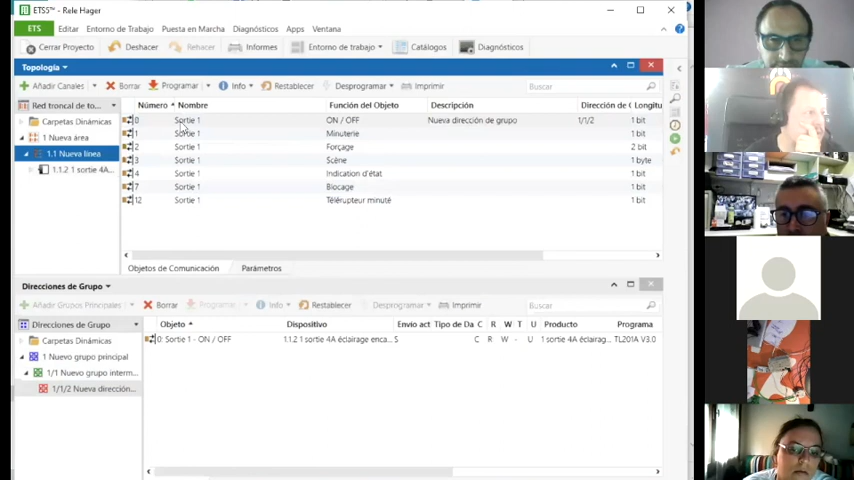 ETS5™ - Rele Hager
ETS Editar Entorno de Trabajo Puesta en Marcha Diagnósticos Apps Ventana
Cerrar Proyecto Deshacer Rehacer Informes Entorno de trabajo Catálogos Diagnósticos
Topología
Añadir Canales Borrar Programar Info Restablecer Desprogramar Imprimir Buscar
Red troncal de to... Número Nombre Función del Objeto Descripción Dirección de G Longitu
Carpetas Dinámicas 0 Sortie 1 ON / OFF Nueva dirección de grupo 1/1/2 1 bit
1 Nueva área 1 Sortie 1 Minuterie 1 bit
1.1 Nueva línea 2 Sortie 1 Forçage 2 bit
3 Sortie 1 Scène 1 byte
1.1.2 1 sortie 4A... 4 Sortie 1 Indication d'état 1 bit
7 Sortie 1 Blocage 1 bit
12 Sortie 1 Télérupteur minuté 1 bit
Objetos de Comunicación Parámetros
Direcciones de Grupo
Añadir Grupos Principales Borrar Programar Info Restablecer Desprogramar Imprimir Buscar
Direcciones de Grupo Objeto Dispositivo Envío act Tipo de Da C R W T U Producto Programa
Carpetas Dinámicas 0: Sortie 1 - ON / OFF 1.1.2 1 sortie 4A éclairage enca... S C R W - U 1 sortie 4A éclairag... TL201A V3.0
1 Nuevo grupo principal
1/1 Nuevo grupo interm...
1/1/2 Nueva dirección...